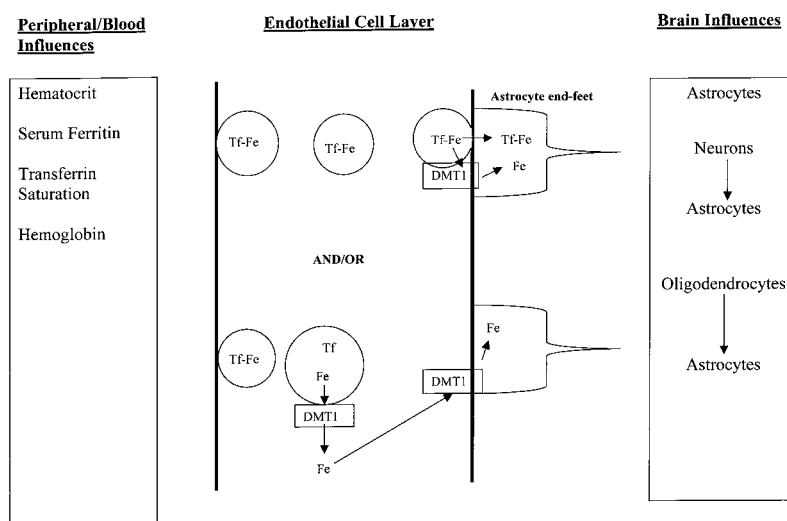 Peripheral/Blood
Influences
Endothelial Cell Layer
Brain Influences
Hematocrit
Serum Ferritin
Transferrin
Saturation
Hemoglobin
Astrocyte end-feet
Tf-Fe
Tf-Fe
Tf-Fe
Tf-Fe
DMT1
Fe
AND/OR
Tf-Fe
Tf
Fe
DMT1
Fe
DMT1
Fe
Astrocytes
Neurons
Astrocytes
Oligodendrocytes
Astrocytes